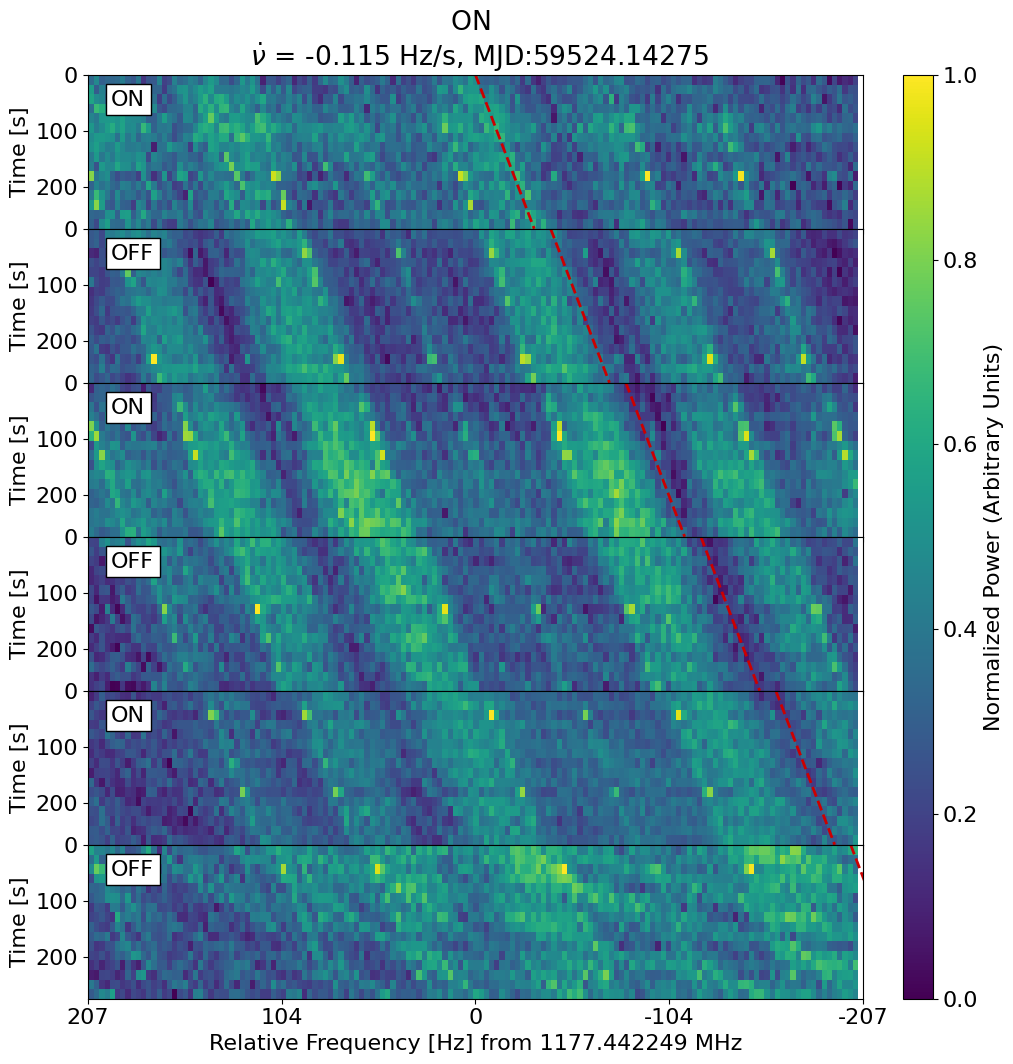 ON
ν̇ = -0.115 Hz/s, MJD:59524.14275
0
ON
100
Time [s]
200
0
OFF
100
Time [s]
200
0
ON
100
Time [s]
200
0
OFF
100
Time [s]
200
0
ON
100
Time [s]
200
0
OFF
100
Time [s]
200
207 104 0 -104 -207
Relative Frequency [Hz] from 1177.442249 MHz
1.0
0.8
0.6
0.4
0.2
0.0
Normalized Power (Arbitrary Units)